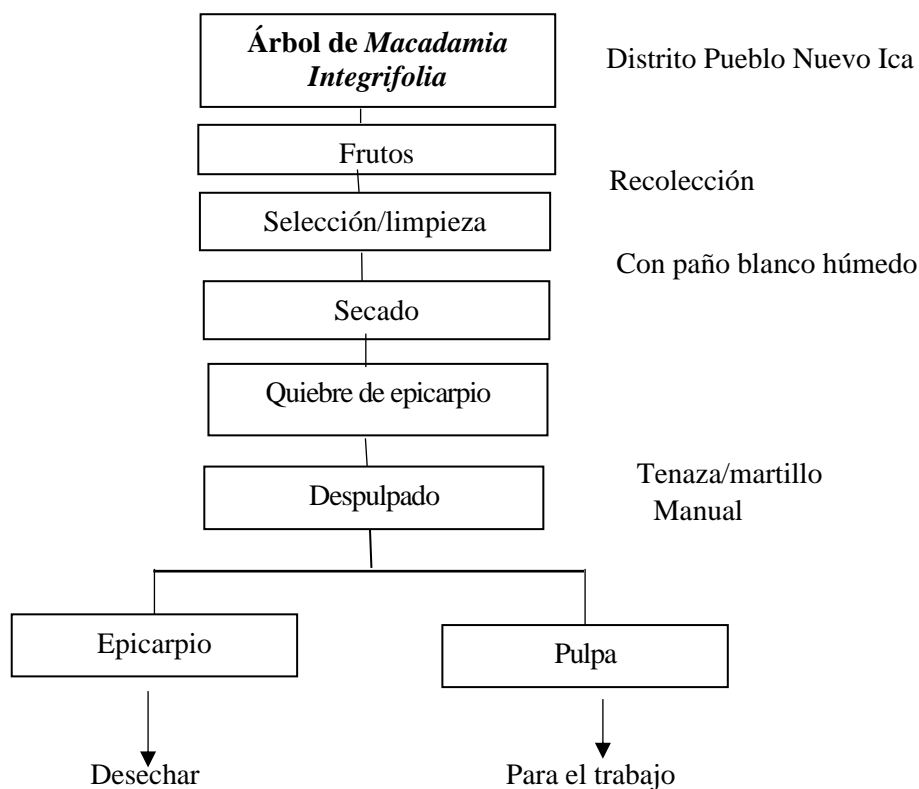 Árbol de Macadamia
Integrifolia
Distrito Pueblo Nuevo Ica
Frutos
Recolección
Selección/limpieza
Con paño blanco húmedo
Secado
Quiebre de epicarpio
Tenaza/martillo
Manual
Despulpado
Epicarpio
Pulpa
Desechar
Para el trabajo